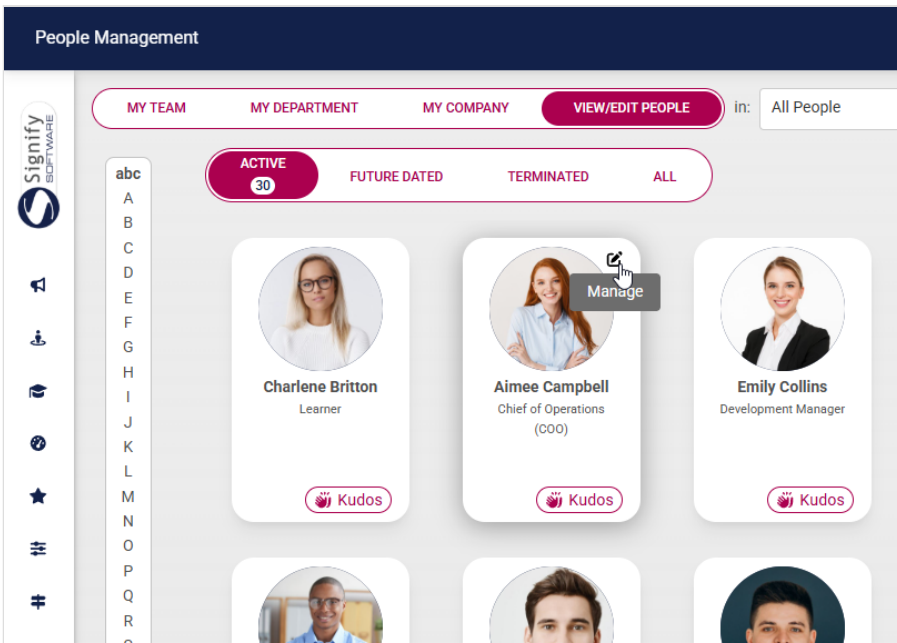 People Management
Signify
SOFTWARE
MY TEAM
MY DEPARTMENT
MY COMPANY
VIEW/EDIT PEOPLE
in:
All People
ACTIVE
30
FUTURE DATED
TERMINATED
ALL
abc
A
B
C
D
E
F
G
H
I
J
K
L
M
N
O
P
Q
R
Manage
Charlene Britton
Learner
Kudos
Aimee Campbell
Chief of Operations
(COO)
Kudos
Emily Collins
Development Manager
Kudos